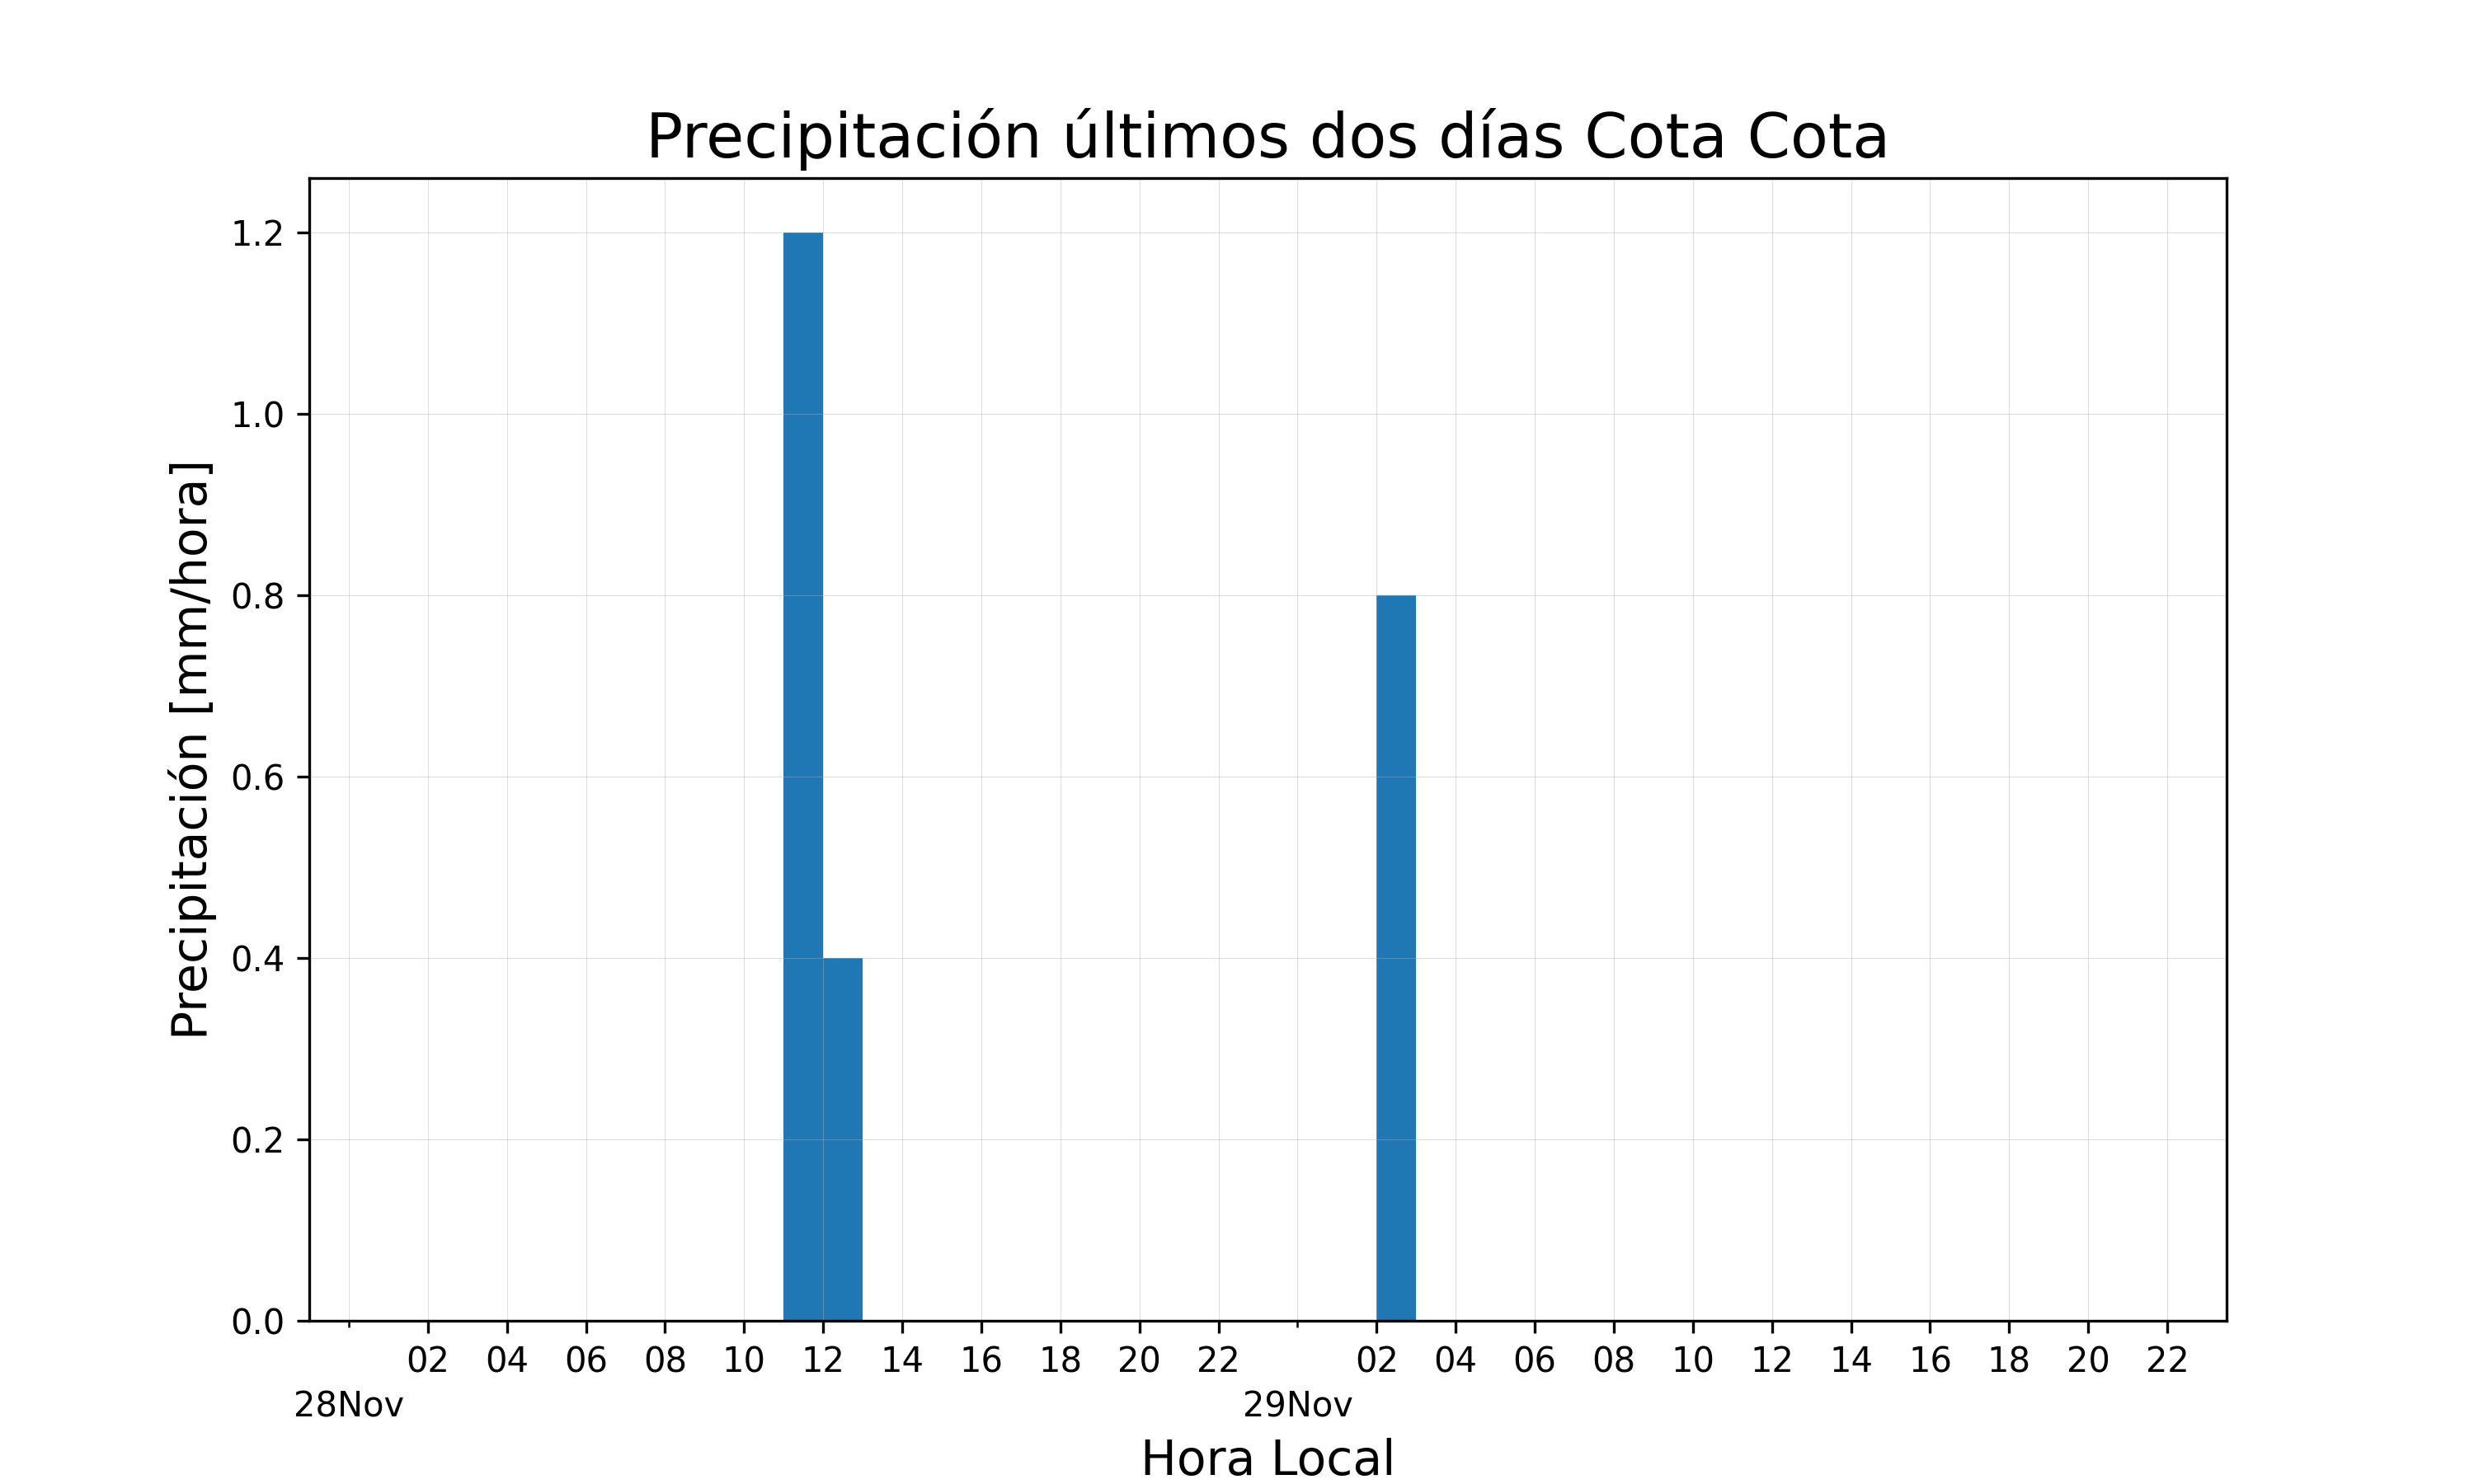 Precipitación últimos dos días Cota Cota
Precipitación [mm/hora]
1.2
1.0
0.8
0.6
0.4
0.2
0.0
02 04 06 08 10 12 14 16 18 20 22 02 04 06 08 10 12 14 16 18 20 22
28Nov 29Nov
Hora Local